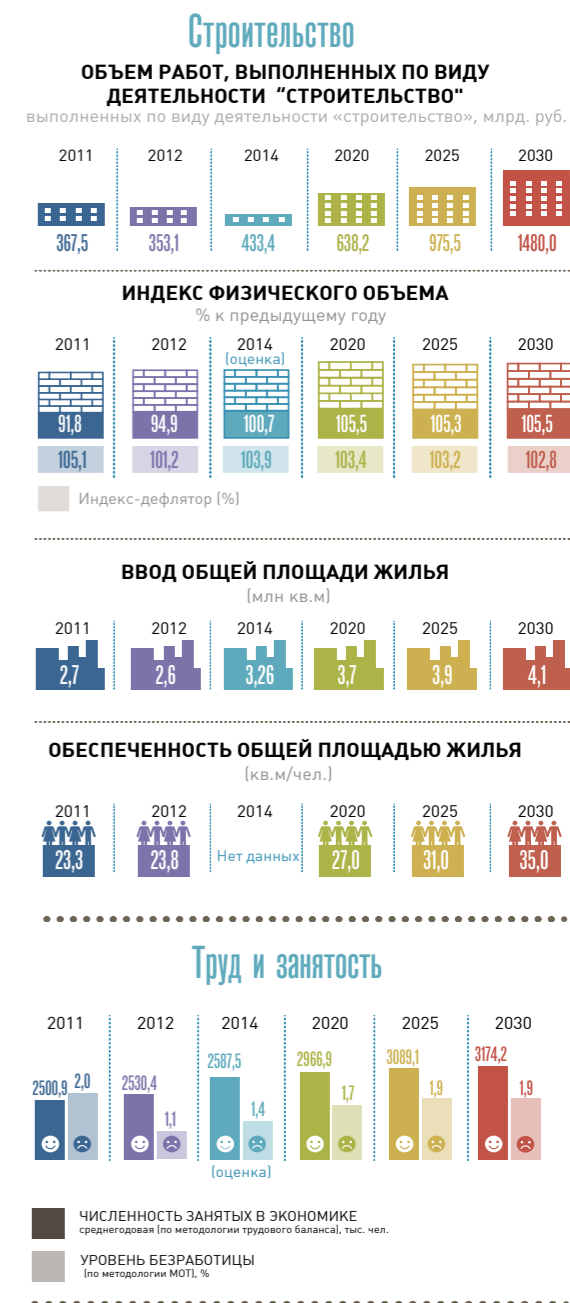 Строительство
ОБЪЕМ РАБОТ, ВЫПОЛНЕННЫХ ПО ВИДУ
ДЕЯТЕЛЬНОСТИ “СТРОИТЕЛЬСТВО"
выполненных по виду деятельности «строительство», млрд. руб.
2011 2012 2014 2020 2025 2030
367,5 353,1 433,4 638,2 975,5 1480,0
ИНДЕКС ФИЗИЧЕСКОГО ОБЪЕМА
% к предыдущему году
2011 2012 2014 2020 2025 2030
(оценка)
91,8 94,9 100,7 105,5 105,3 105,5
105,1 101,2 103,9 103,4 103,2 102,8
Индекс-дефлятор (%)
ВВОД ОБЩЕЙ ПЛОЩАДИ ЖИЛЬЯ
(млн кв.м)
2011 2012 2014 2020 2025 2030
2,7 2,6 3,26 3,7 3,9 4,1
ОБЕСПЕЧЕННОСТЬ ОБЩЕЙ ПЛОЩАДЬЮ ЖИЛЬЯ
(кв.м/чел.)
2011 2012 2014 2020 2025 2030
23,3 23,8 Нет данных 27,0 31,0 35,0
Труд и занятость
2011 2012 2014 2020 2025 2030
2500,9 2,0 2530,4 1,1 2587,5 1,4 2966,9 1,7 3089,1 1,9 3174,2 1,9
(оценка)
ЧИСЛЕННОСТЬ ЗАНЯТЫХ В ЭКОНОМИКЕ
среднегодовая (по методологии трудового баланса), тыс. чел.
УРОВЕНЬ БЕЗРАБОТИЦЫ
(по методологии МОТ), %